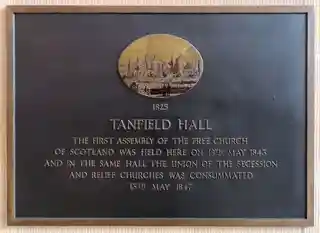 1825
TANFIELD HALL
THE FIRST ASSEMBLY OF THE FREE CHURCH
OF SCOTLAND WAS HELD HERE ON 18TH MAY 1843
AND IN THE SAME HALL THE UNION OF THE SECESSION
AND RELIEF CHURCHES WAS CONSUMMATED
13TH MAY 1847